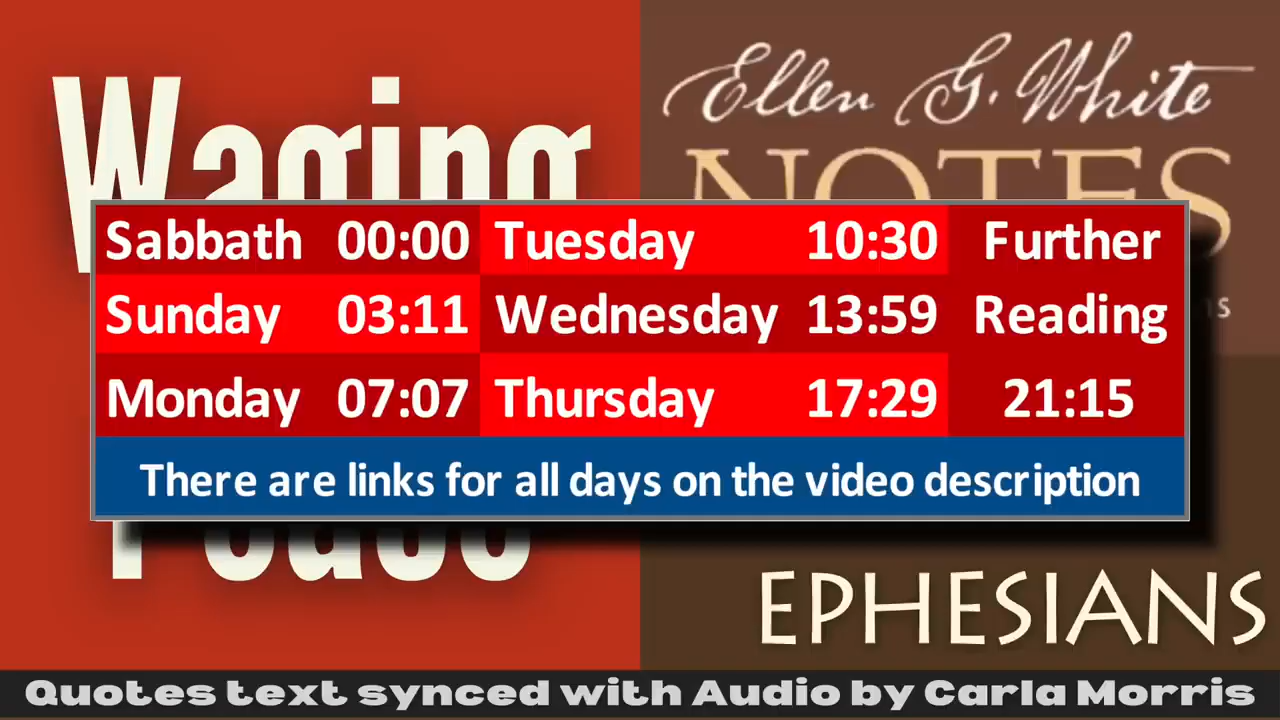 Waging
Ellen G. White
NOTES
Sabbath 00:00 Tuesday 10:30 Further
Sunday 03:11 Wednesday 13:59 Reading
Monday 07:07 Thursday 17:29 21:15
There are links for all days on the video description
EPHESIANS
Quotes text synced with Audio by Carla Morris